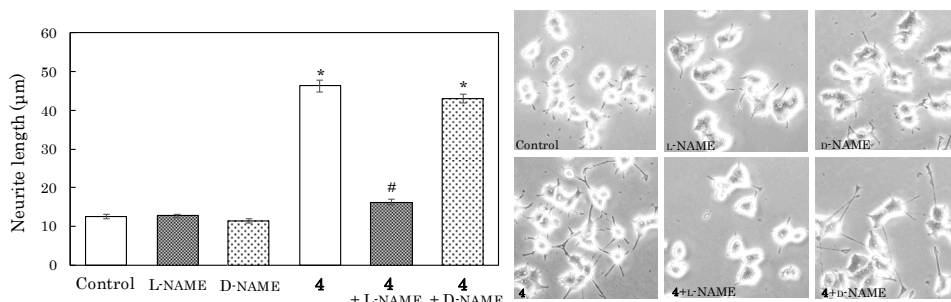 Neurite length (µm)
60
50
40
30
20
10
0
*
#
*
Control
L-NAME
D-NAME
4
4
+ L-NAME
4
+ D-NAME
Control
L-NAME
D-NAME
4
4+L-NAME
4+D-NAME